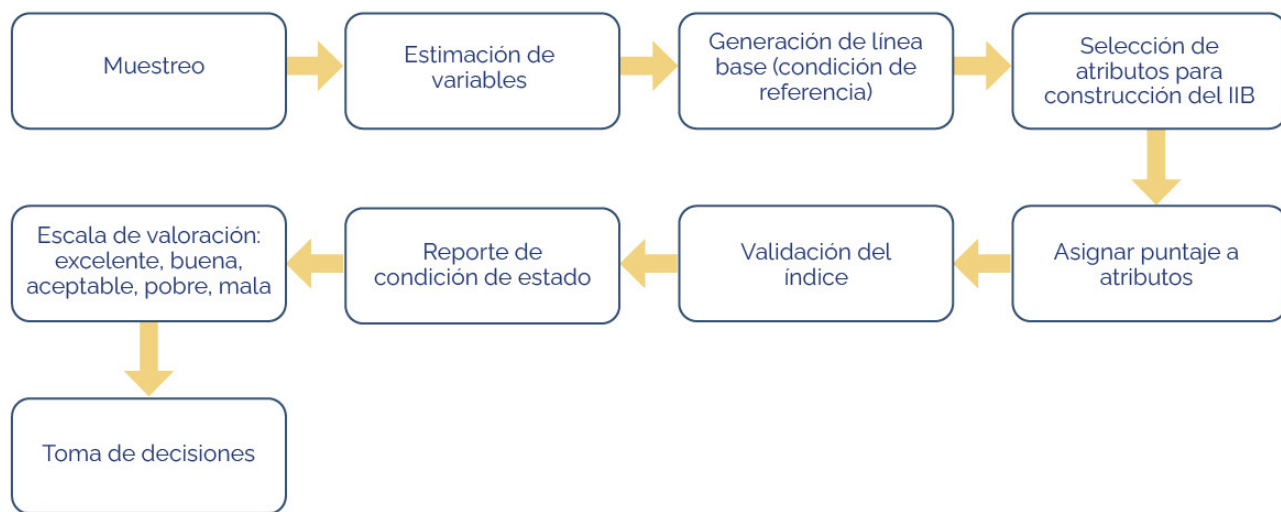 Muestreo
Estimación de
variables
Generación de línea
base (condición de
referencia)
Selección de
atributos para
construcción del IIB
Asignar puntaje a
atributos
Validación del
índice
Reporte de
condición de estado
Escala de valoración:
excelente, buena,
aceptable, pobre, mala
Toma de decisiones